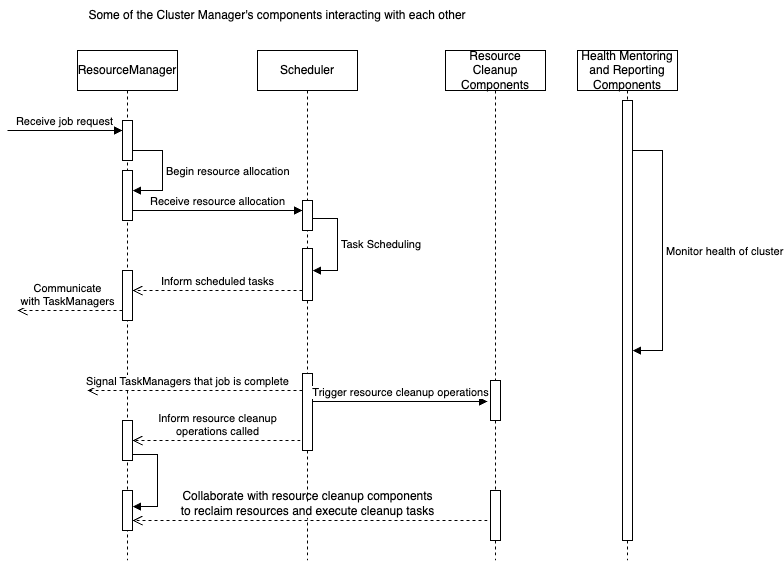 Some of the Cluster Manager's components interacting with each other
ResourceManager
Scheduler
Resource
Cleanup
Components
Health Mentoring
and Reporting
Components
Receive job request
Begin resource allocation
Receive resource allocation
Task Scheduling
Monitor health of cluster
Inform scheduled tasks
Communicate
with TaskManagers
Signal TaskManagers that job is complete
Trigger resource cleanup operations
Inform resource cleanup
operations called
Collaborate with resource cleanup components
to reclaim resources and execute cleanup tasks